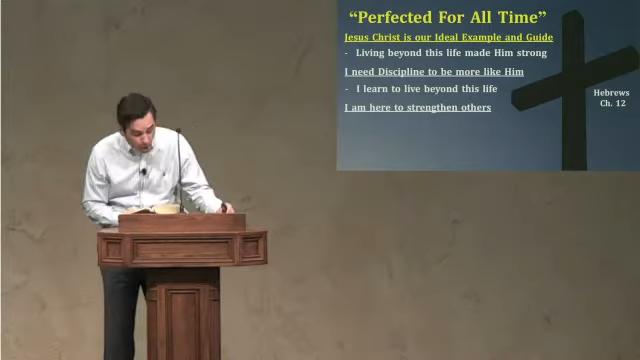 “Perfected For All Time”
Jesus Christ is our Ideal Example and Guide
- Living beyond this life made Him strong
I need Discipline to be more like Him
- I learn to live beyond this life
I am here to strengthen others
Hebrews
Ch. 12